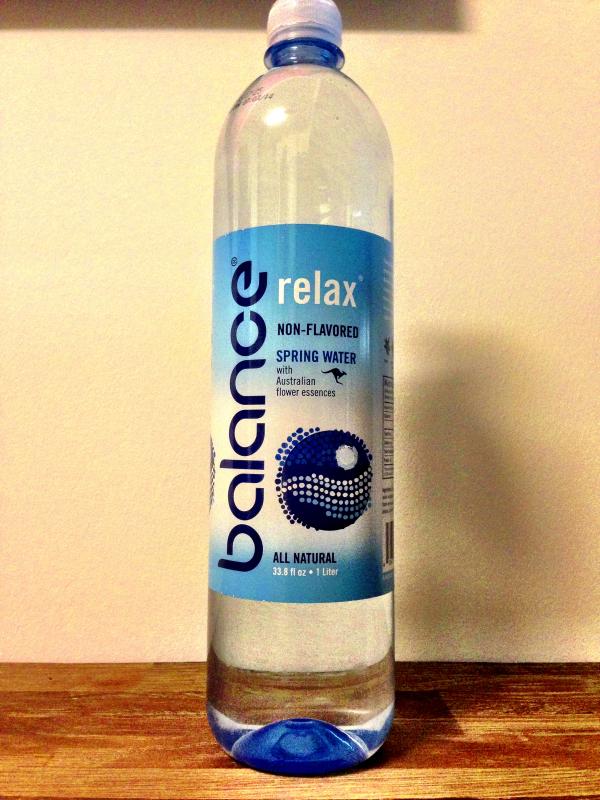 balance®
relax
NON-FLAVORED
SPRING WATER
with
Australian
flower essences
ALL NATURAL
33.8 fl oz • 1 Liter